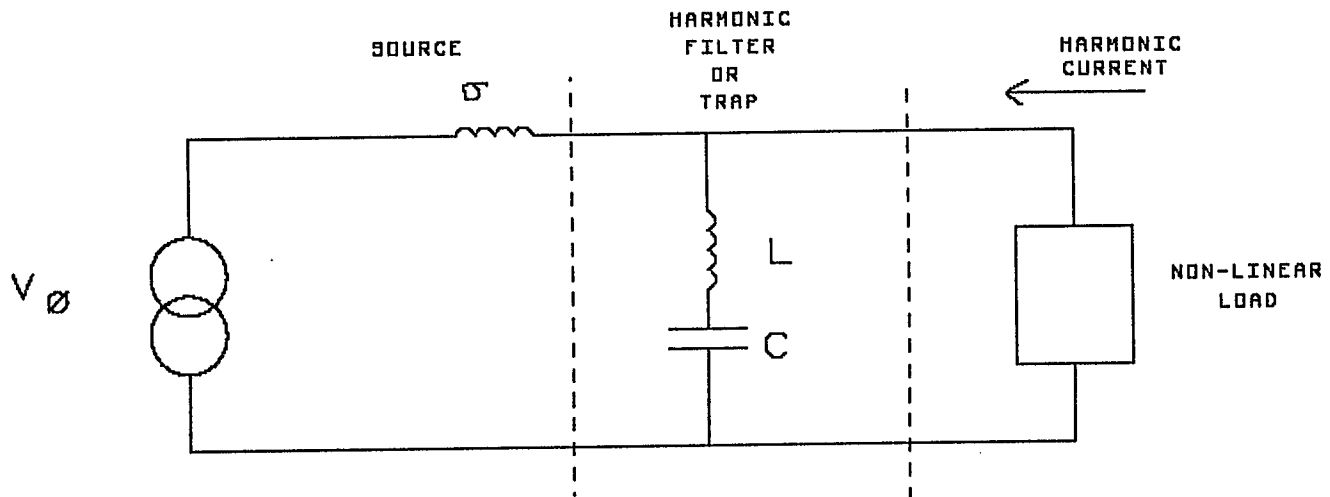 SOURCE
HARMONIC
FILTER
OR
TRAP
HARMONIC
CURRENT
σ
L
C
V Ø
NON-LINEAR
LOAD